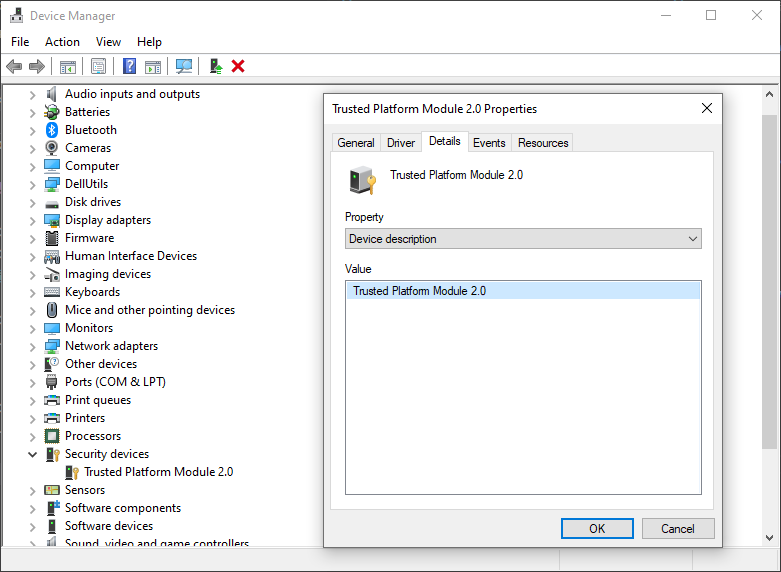 Device Manager
File Action View Help
Audio inputs and outputs
Batteries
Bluetooth
Cameras
Computer
DellUtils
Disk drives
Display adapters
Firmware
Human Interface Devices
Imaging devices
Keyboards
Mice and other pointing devices
Monitors
Network adapters
Other devices
Ports (COM & LPT)
Print queues
Printers
Processors
Security devices
Trusted Platform Module 2.0
Sensors
Software components
Software devices
Sound, video and game controllers
Trusted Platform Module 2.0 Properties
General Driver Details Events Resources
Trusted Platform Module 2.0
Property
Device description
Value
Trusted Platform Module 2.0
OK Cancel